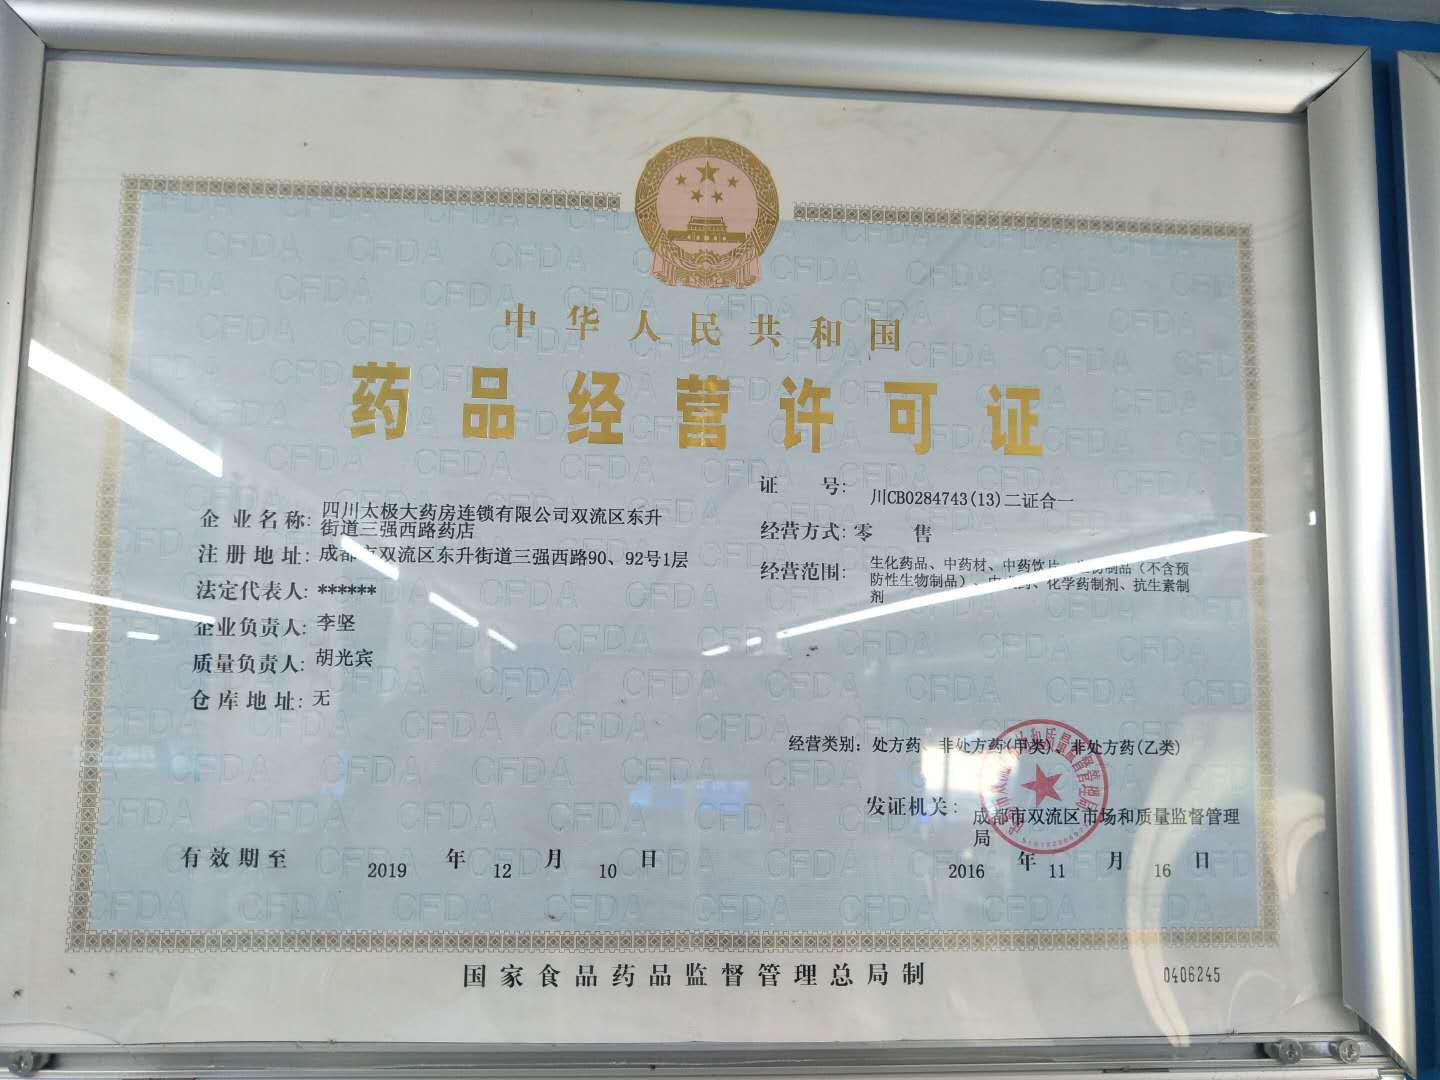 中华人民共和国
药品经营许可证
证 号: 川CB0284743(13)二证合一
企业名称: 四川太极大药房连锁有限公司双流区东升
街道三强西路药店
经营方式: 零 售
注册地址: 成都市双流区东升街道三强西路90、92号1层
经营范围: 生化药品、中药材、中药饮片、生物制品（不含预
防性生物制品）、中成药、化学药制剂、抗生素制
剂
法定代表人: ******
企业负责人: 李坚
质量负责人: 胡光宾
仓库地址: 无
经营类别: 处方药、非处方药(甲类)、非处方药(乙类)
发证机关: 成都市双流区市场和质量监督管理
局
有效期至 2019 年 12 月 10 日
2016 年 11 月 16 日
国家食品药品监督管理总局制
0406245